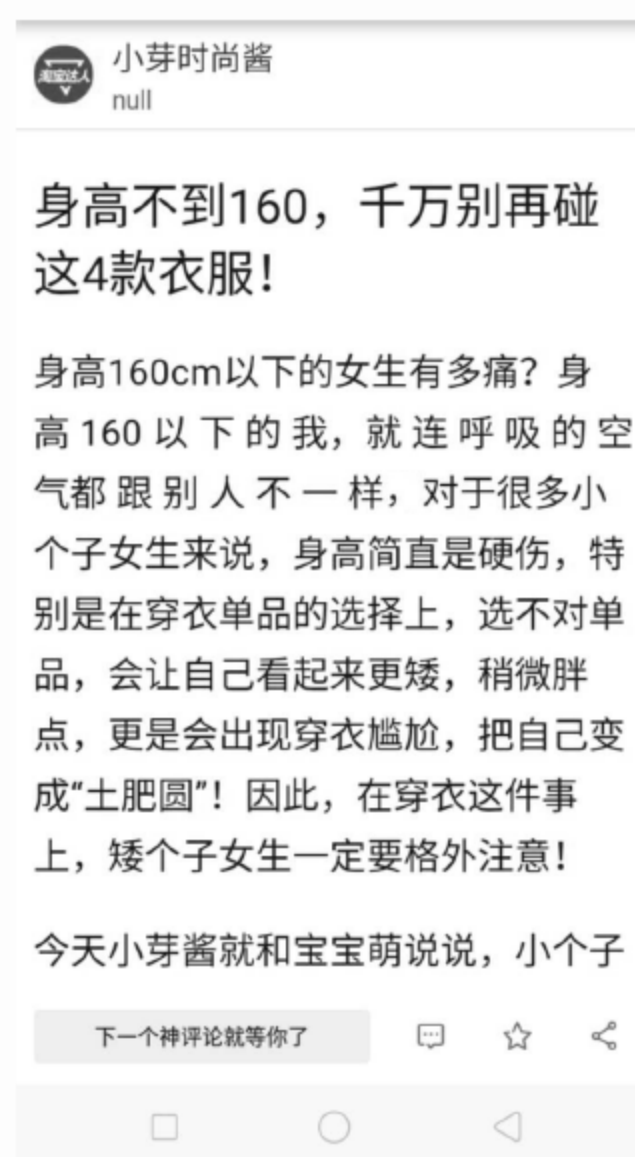 淘宝达人
小芽时尚酱
null
身高不到160，千万别再碰
这4款衣服！
身高160cm以下的女生有多痛？身
高 160 以 下 的 我，就 连 呼 吸 的 空
气都 跟 别 人 不 一 样，对于很多小
个子女生来说，身高简直是硬伤，特
别是在穿衣单品的选择上，选不对单
品，会让自己看起来更矮，稍微胖
点，更是会出现穿衣尴尬，把自己变
成“土肥圆”！因此，在穿衣这件事
上，矮个子女生一定要格外注意！
今天小芽酱就和宝宝萌说说，小个子
下一个神评论就等你了